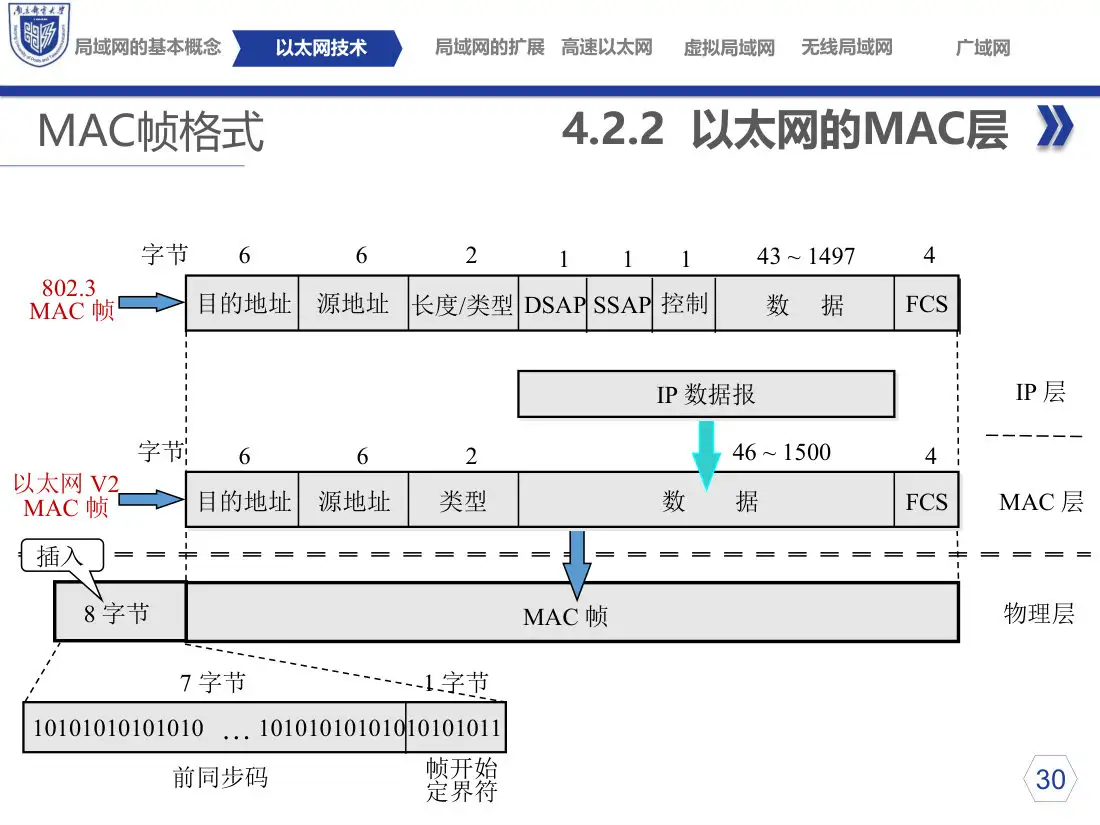 局域网的基本概念 以太网技术 局域网的扩展 高速以太网 虚拟局域网 无线局域网 广域网
MAC帧格式 4.2.2 以太网的MAC层
字节 6 6 2 1 1 1 43 ~ 1497 4
802.3
MAC 帧
目的地址 源地址 长度/类型 DSAP SSAP 控制 数 据 FCS
IP 数据报 IP 层
字节 6 6 2 46 ~ 1500 4
以太网 V2
MAC 帧
目的地址 源地址 类型 数 据 FCS MAC 层
插入
8 字节 MAC 帧 物理层
7 字节 1 字节
10101010101010 … 101010101010 10101011
前同步码 帧开始
定界符
30